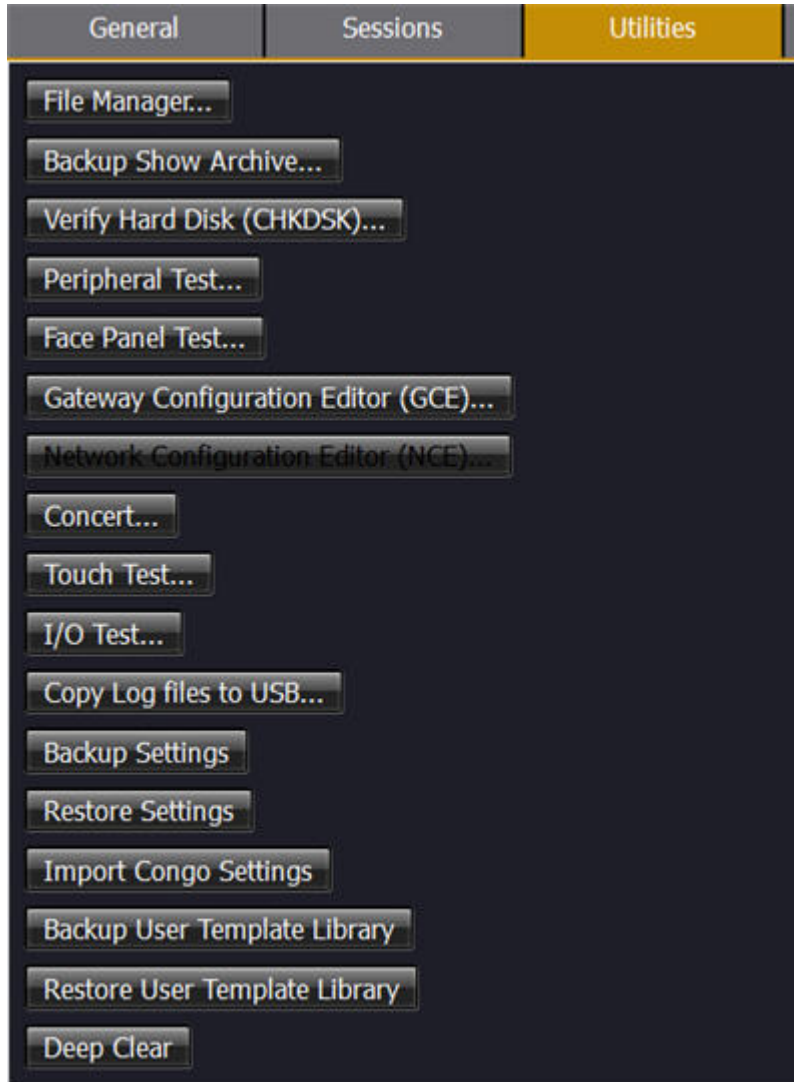 General Sessions Utilities
File Manager...
Backup Show Archive...
Verify Hard Disk (CHKDSK)...
Peripheral Test...
Face Panel Test...
Gateway Configuration Editor (GCE)...
Network Configuration Editor (NCE)...
Concert...
Touch Test...
I/O Test...
Copy Log files to USB...
Backup Settings
Restore Settings
Import Congo Settings
Backup User Template Library
Restore User Template Library
Deep Clear